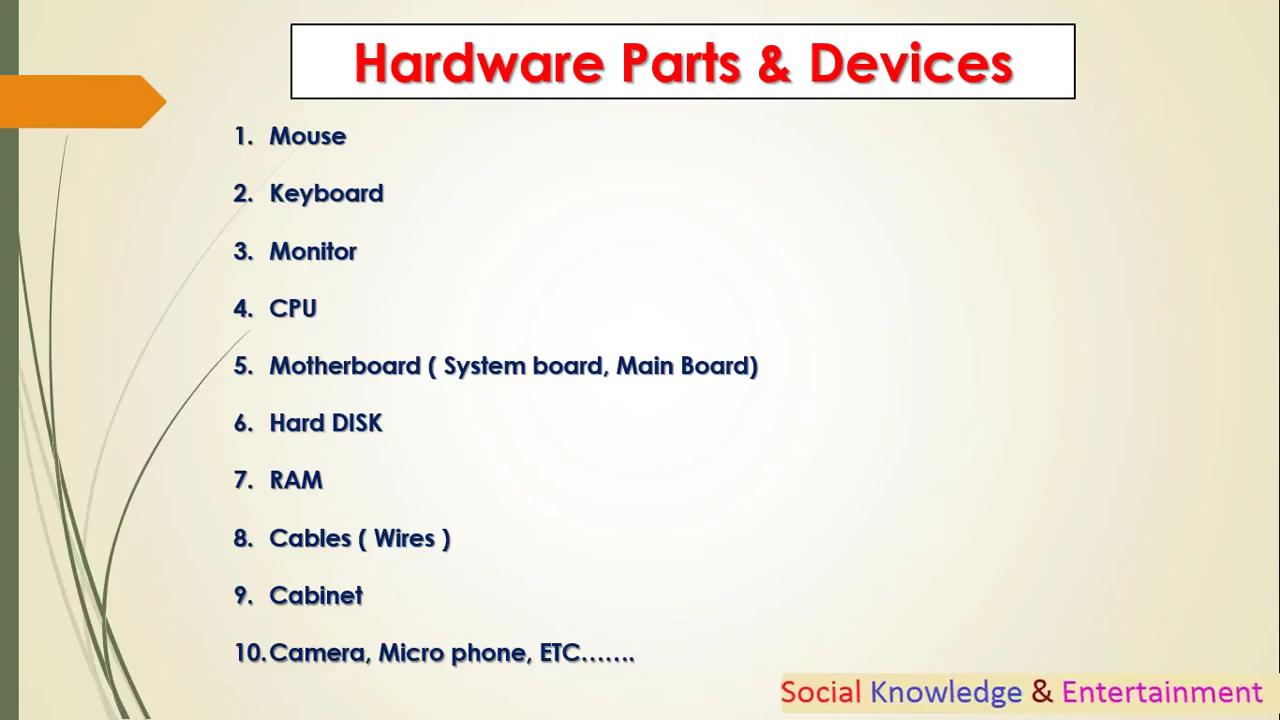 Hardware Parts & Devices
1. Mouse
2. Keyboard
3. Monitor
4. CPU
5. Motherboard ( System board, Main Board)
6. Hard DISK
7. RAM
8. Cables ( Wires )
9. Cabinet
10.Camera, Micro phone, ETC.......
Social Knowledge & Entertainment